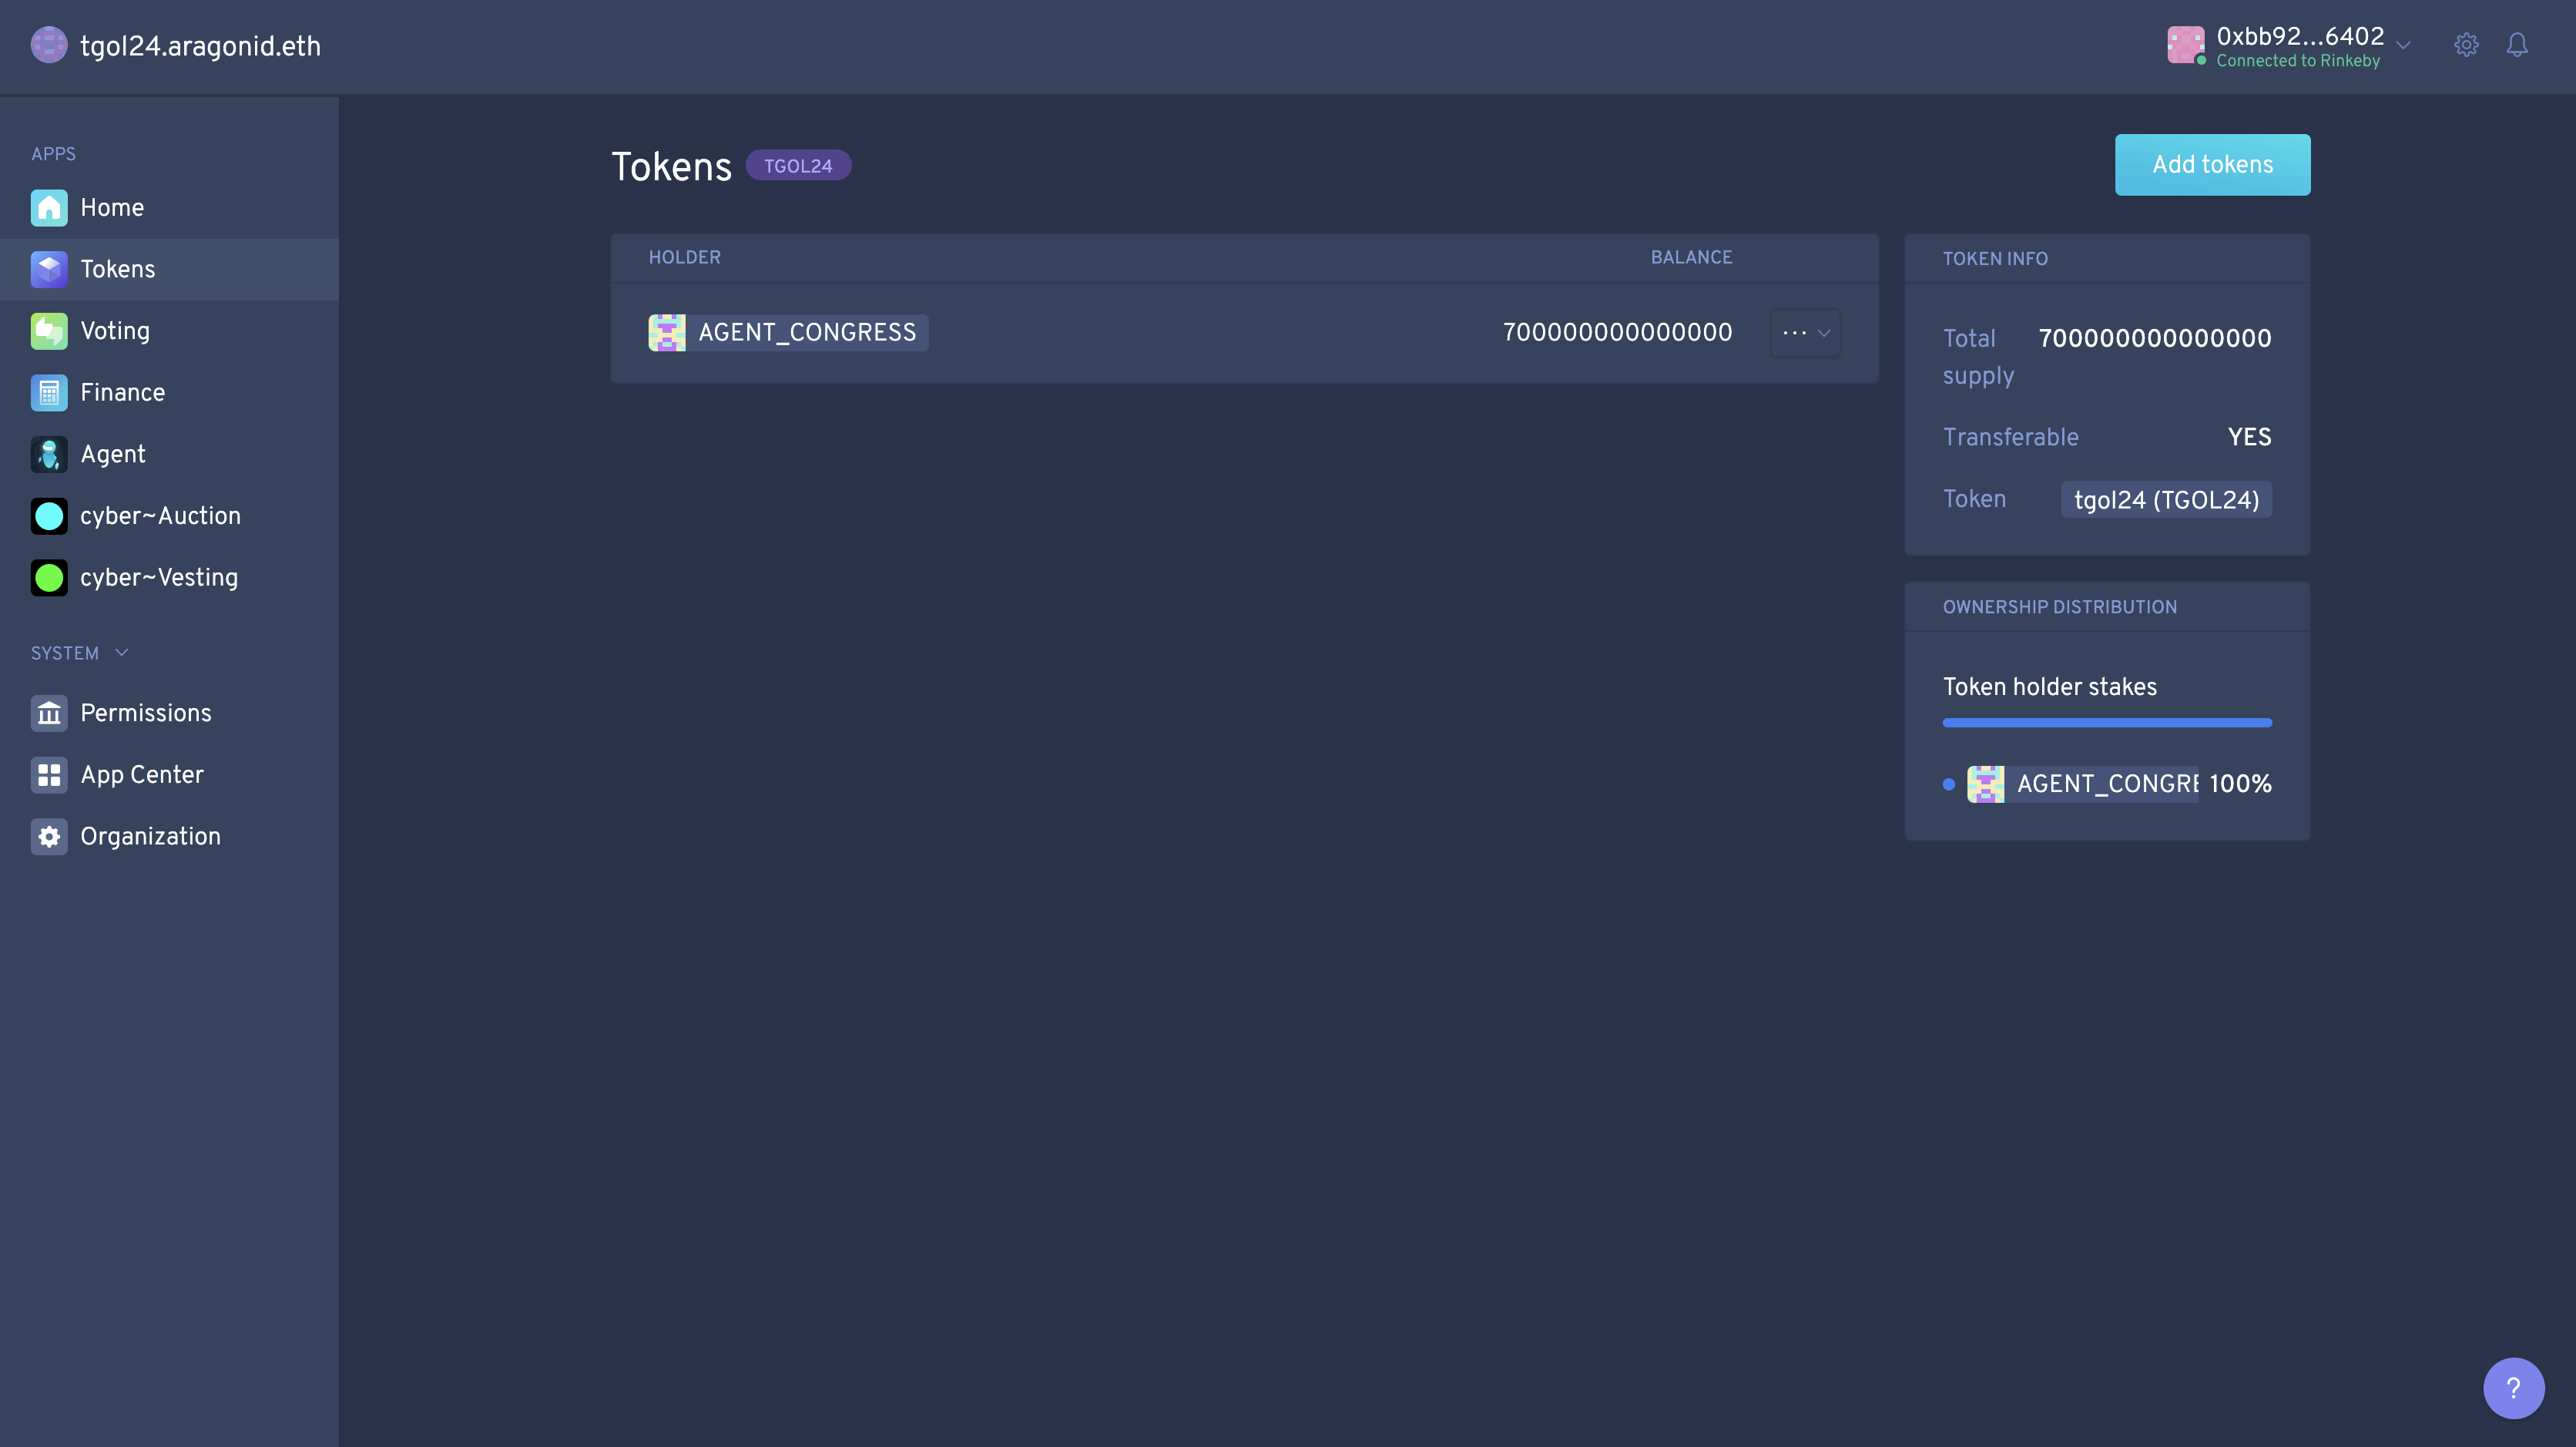 tgol24.aragonid.eth
0xbb92...6402
Connected to Rinkeby
APPS
Home
Tokens
Voting
Finance
Agent
cyber~Auction
cyber~Vesting
SYSTEM
Permissions
App Center
Organization
Tokens TGOL24
Add tokens
HOLDER BALANCE
AGENT_CONGRESS 700000000000000
TOKEN INFO
Total 700000000000000
supply
Transferable YES
Token tgol24 (TGOL24)
OWNERSHIP DISTRIBUTION
Token holder stakes
AGENT_CONGRE 100%
?